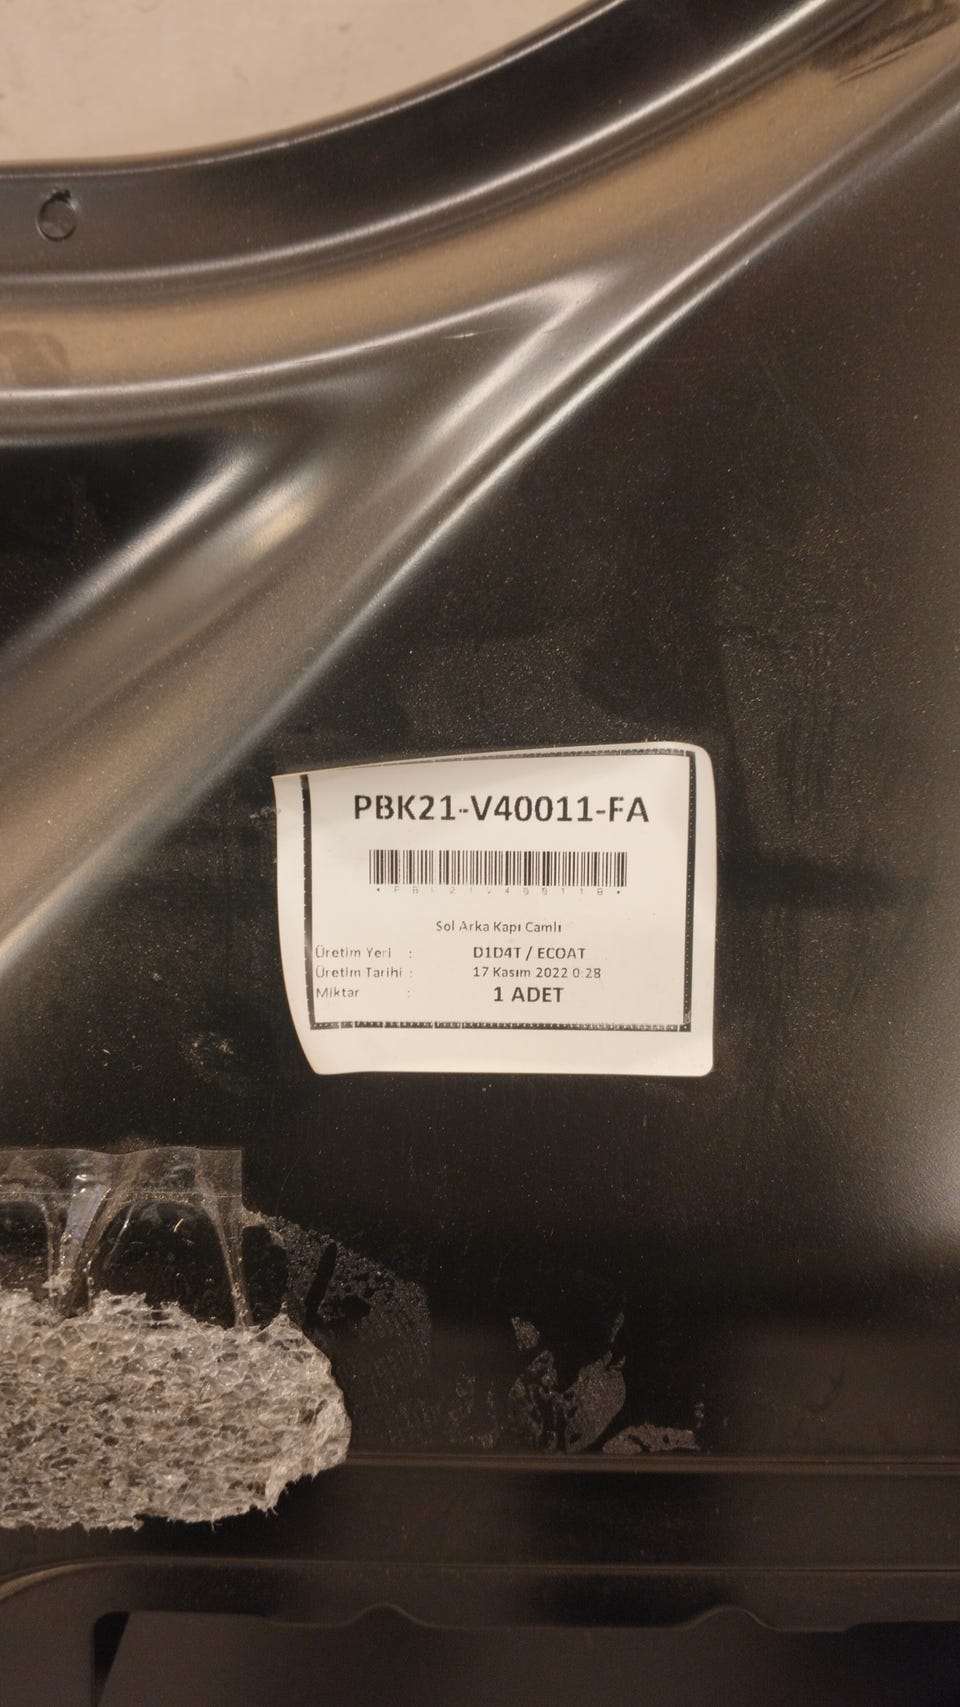 PBK21-V40011-FA
Sol Arka Kapı Camlı
Üretim Yeri : D1D4T / ECOAT
Üretim Tarihi : 17 Kasım 2022 0:28
Miktar : 1 ADET